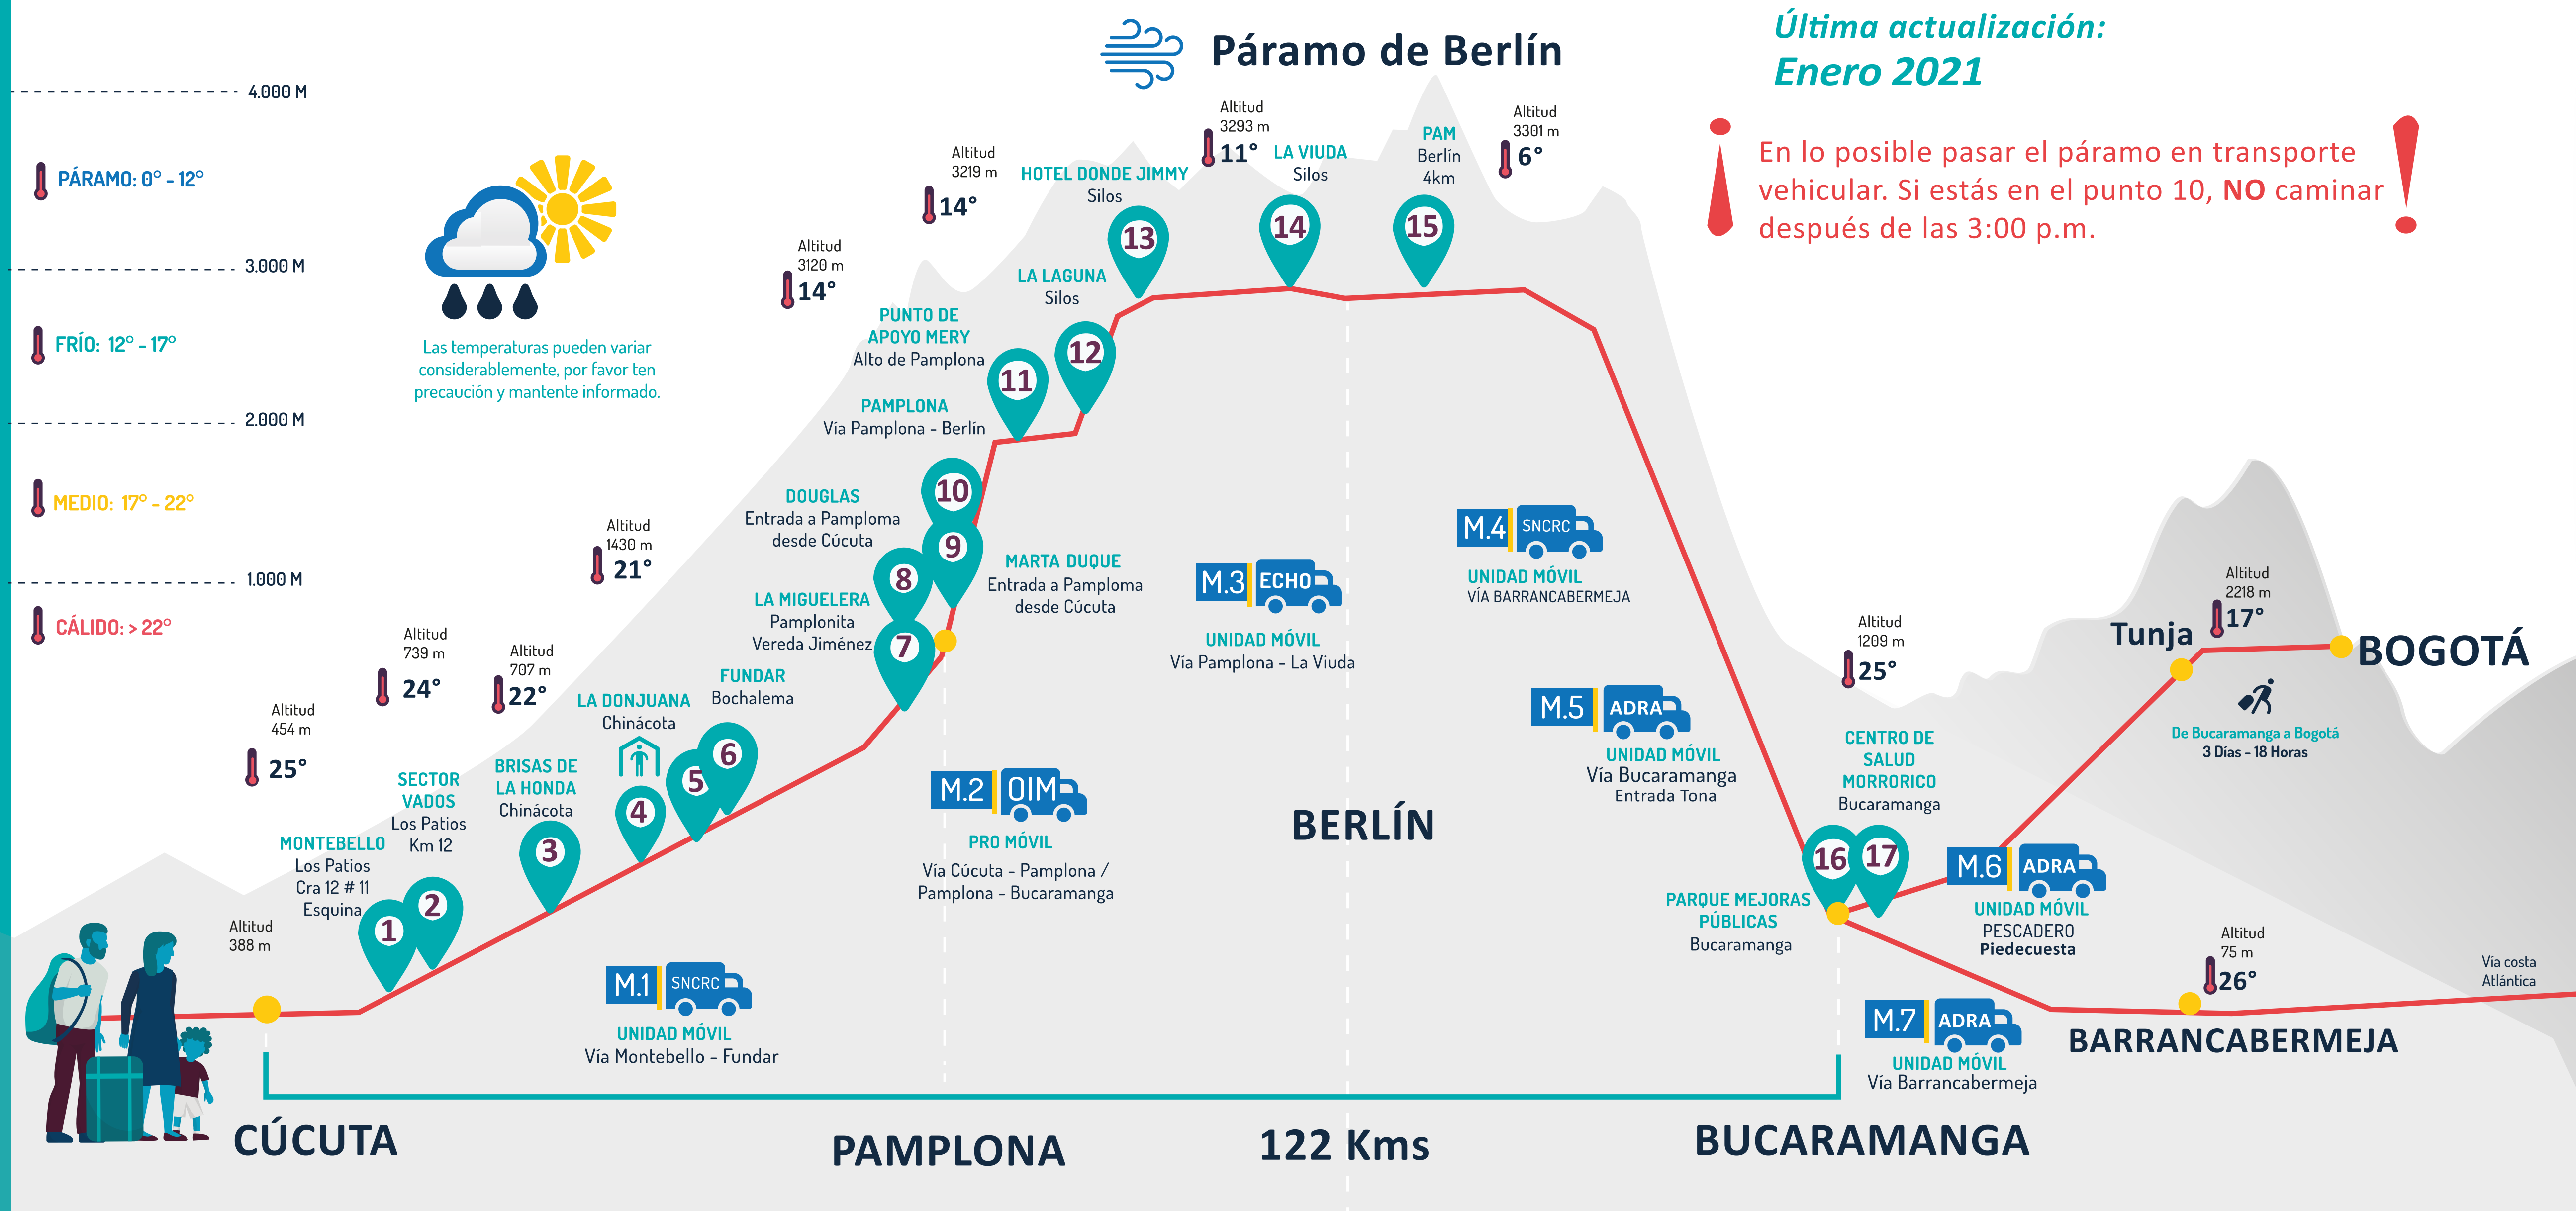 Última actualización:
Enero 2021
Páramo de Berlín
¡
En lo posible pasar el páramo en transporte
vehicular. Si estás en el punto 10, NO caminar
después de las 3:00 p.m.
!
4.000 M
PÁRAMO: 0° - 12°
3.000 M
FRÍO: 12° - 17°
2.000 M
MEDIO: 17° - 22°
1.000 M
CÁLIDO: > 22°
Las temperaturas pueden variar
considerablemente, por favor ten
precaución y mantente informado.
Altitud
388 m
Altitud
454 m
25°
Altitud
739 m
24°
Altitud
707 m
22°
Altitud
1430 m
21°
Altitud
3120 m
14°
Altitud
3219 m
14°
Altitud
3293 m
11°
Altitud
3301 m
6°
MONTEBELLO
Los Patios
Cra 12 # 11
Esquina
1
SECTOR
VADOS
Los Patios
Km 12
2
BRISAS DE
LA HONDA
Chinácota
3
LA DONJUANA
Chinácota
4
5
FUNDAR
Bochalema
6
LA MIGUELERA
Pamplonita
Vereda Jiménez
7
8
DOUGLAS
Entrada a Pamploma
desde Cúcuta
MARTA DUQUE
Entrada a Pamploma
desde Cúcuta
9
PAMPLONA
Vía Pamplona - Berlín
10
PUNTO DE
APOYO MERY
Alto de Pamplona
11
LA LAGUNA
Silos
12
HOTEL DONDE JIMMY
Silos
13
LA VIUDA
Silos
14
PAM
Berlín
4km
15
M.1 SNCRC
UNIDAD MÓVIL
Vía Montebello - Fundar
M.2 OIM
PRO MÓVIL
Vía Cúcuta - Pamplona /
Pamplona - Bucaramanga
M.3 ECHO
UNIDAD MÓVIL
Vía Pamplona - La Viuda
M.4 SNCRC
UNIDAD MÓVIL
VÍA BARRANCABERMEJA
M.5 ADRA
UNIDAD MÓVIL
Vía Bucaramanga
Entrada Tona
BERLÍN
Altitud
1209 m
25°
CENTRO DE
SALUD
MORRORICO
Bucaramanga
16
17
PARQUE MEJORAS
PÚBLICAS
Bucaramanga
M.6 ADRA
UNIDAD MÓVIL
PESCADERO
Piedecuesta
M.7 ADRA
UNIDAD MÓVIL
Vía Barrancabermeja
Altitud
2218 m
17°
Tunja
BOGOTÁ
De Bucaramanga a Bogotá
3 Días - 18 Horas
Altitud
75 m
26°
Vía costa
Atlántica
BARRANCABERMEJA
CÚCUTA
PAMPLONA
122 Kms
BUCARAMANGA